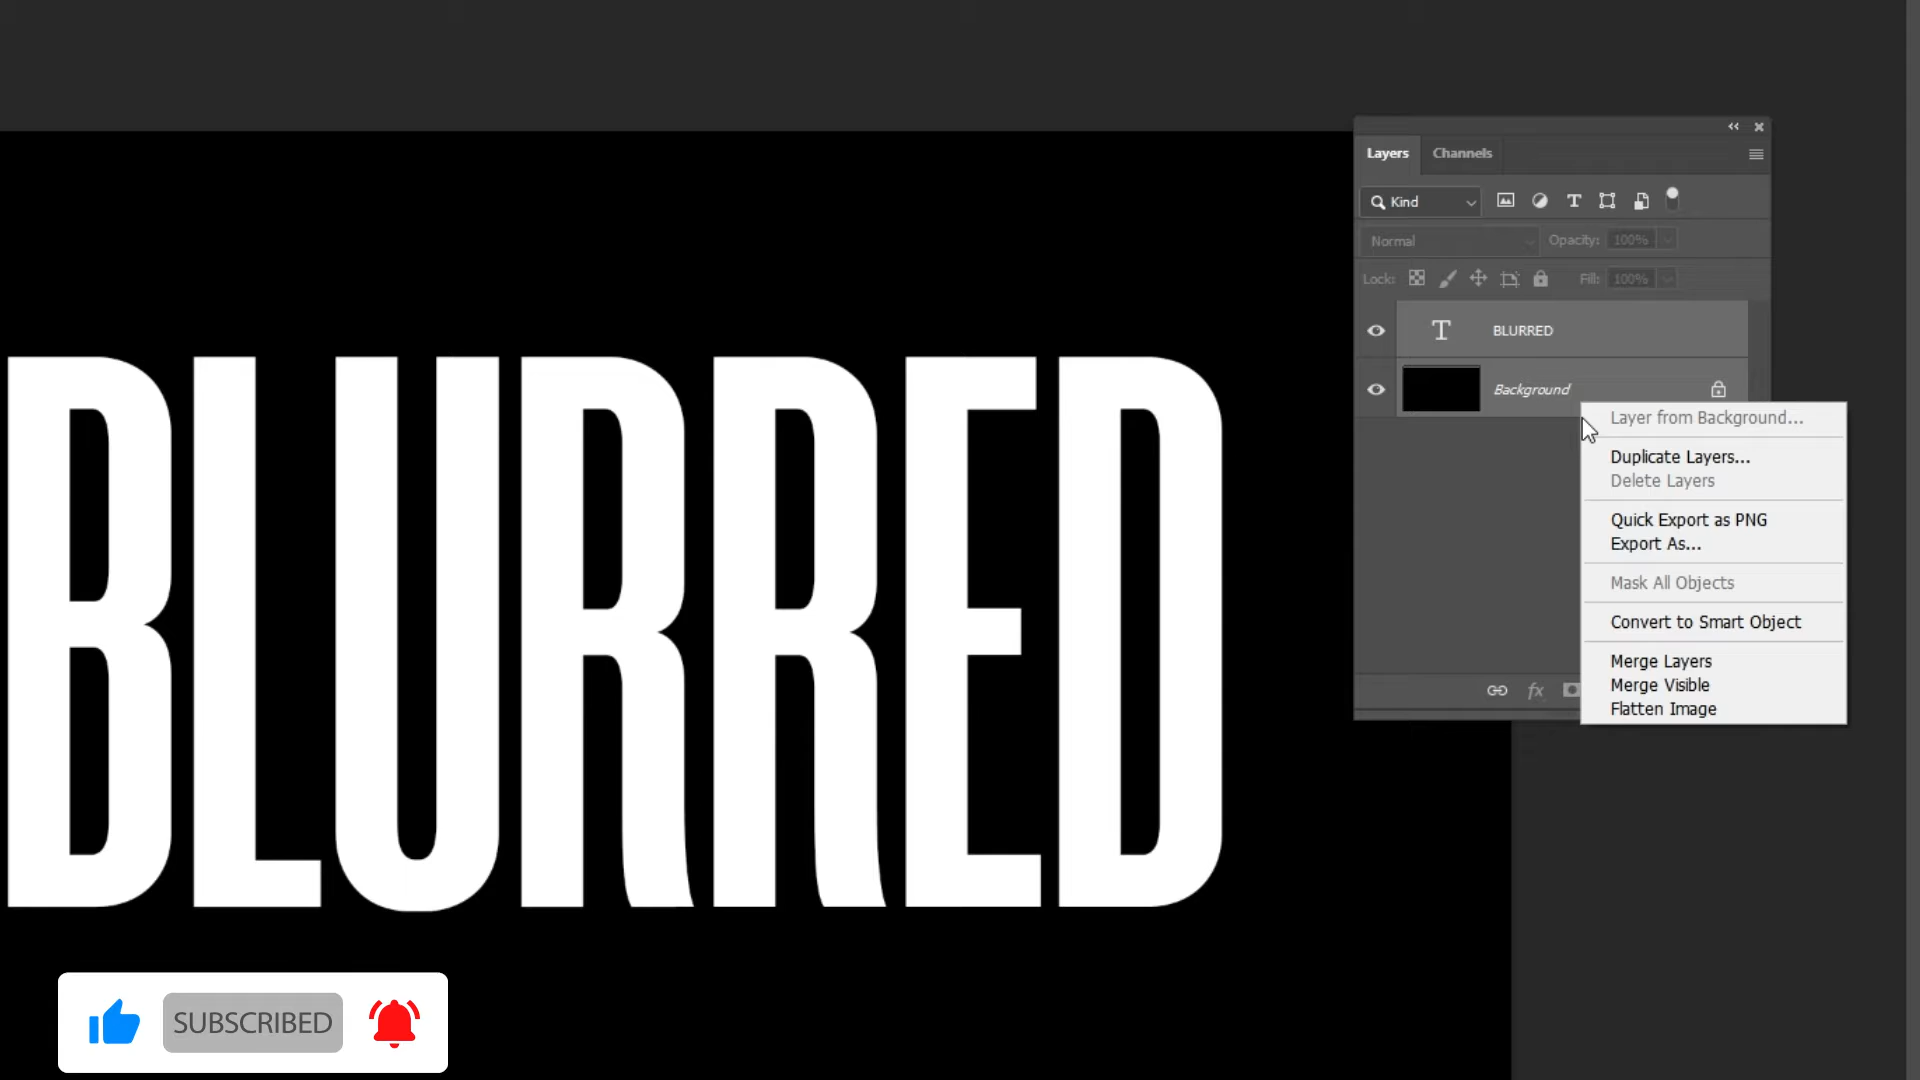 Layers Channels
Kind
Normal Opacity: 100%
Lock: Fill: 100%
T BLURRED
Background
Layer from Background...
Duplicate Layers...
Delete Layers
Quick Export as PNG
Export As...
Mask All Objects
Convert to Smart Object
Merge Layers
Merge Visible
Flatten Image
fx
BLURRED
SUBSCRIBED